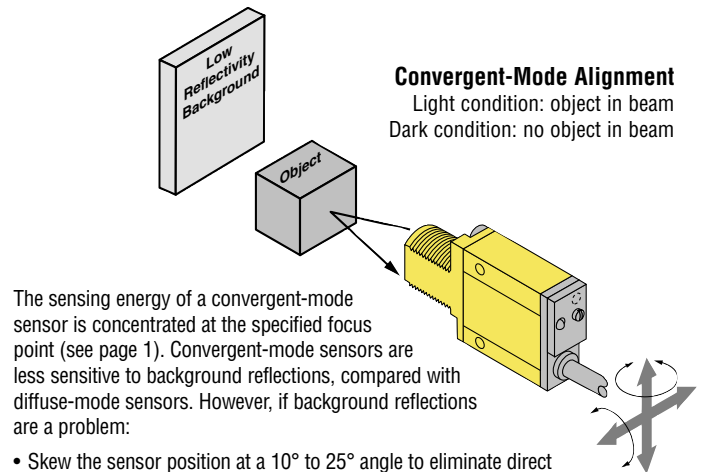 Low
Reflectivity
Background
Convergent-Mode Alignment
Light condition: object in beam
Dark condition: no object in beam
Object
The sensing energy of a convergent-mode
sensor is concentrated at the specified focus
point (see page 1). Convergent-mode sensors are
less sensitive to background reflections, compared with
diffuse-mode sensors. However, if background reflections
are a problem:
• Skew the sensor position at a 10° to 25° angle to eliminate direct